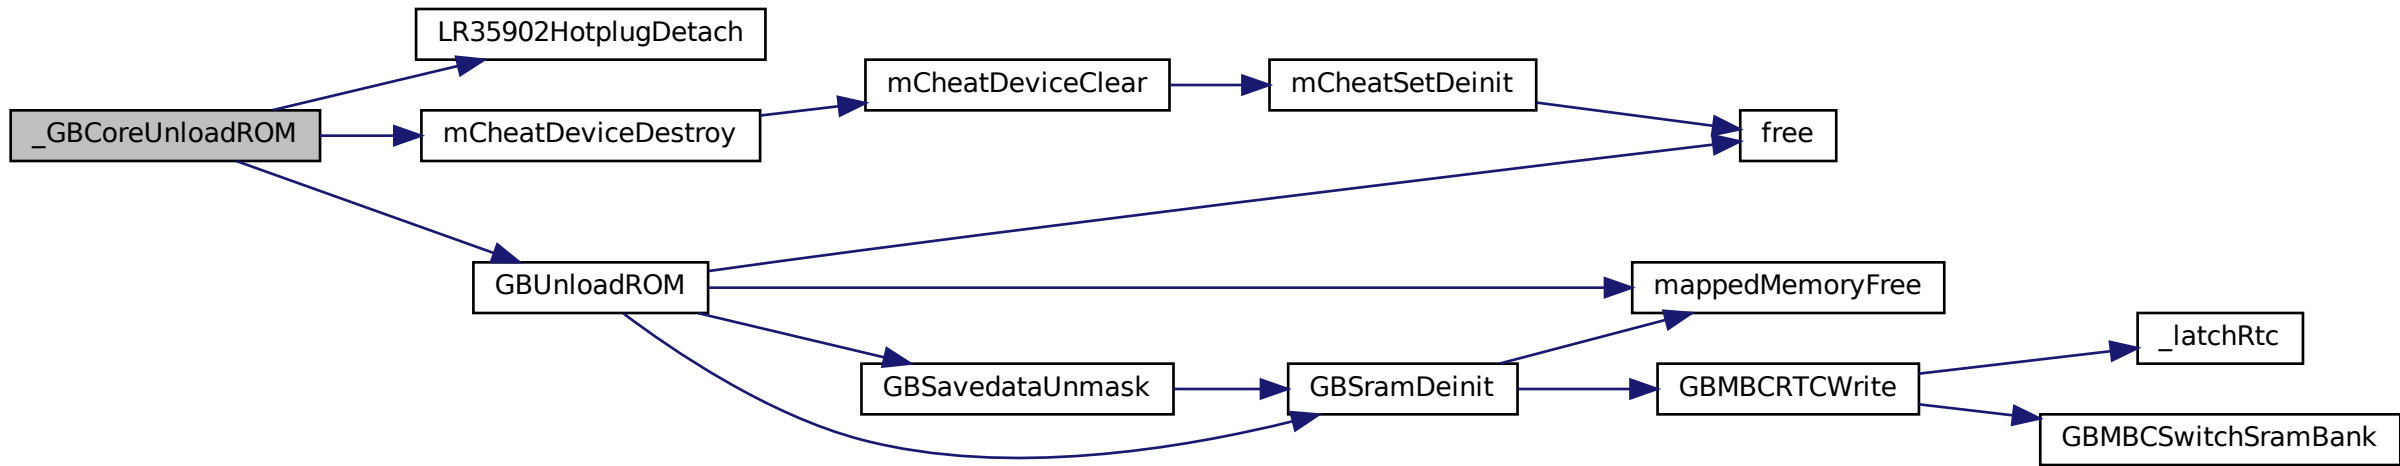 LR35902HotplugDetach
_GBCoreUnloadROM
mCheatDeviceDestroy
mCheatDeviceClear
mCheatSetDeinit
free
GBUnloadROM
mappedMemoryFree
GBSavedataUnmask
GBSramDeinit
GBMBCRTCWrite
_latchRtc
GBMBCSwitchSramBank